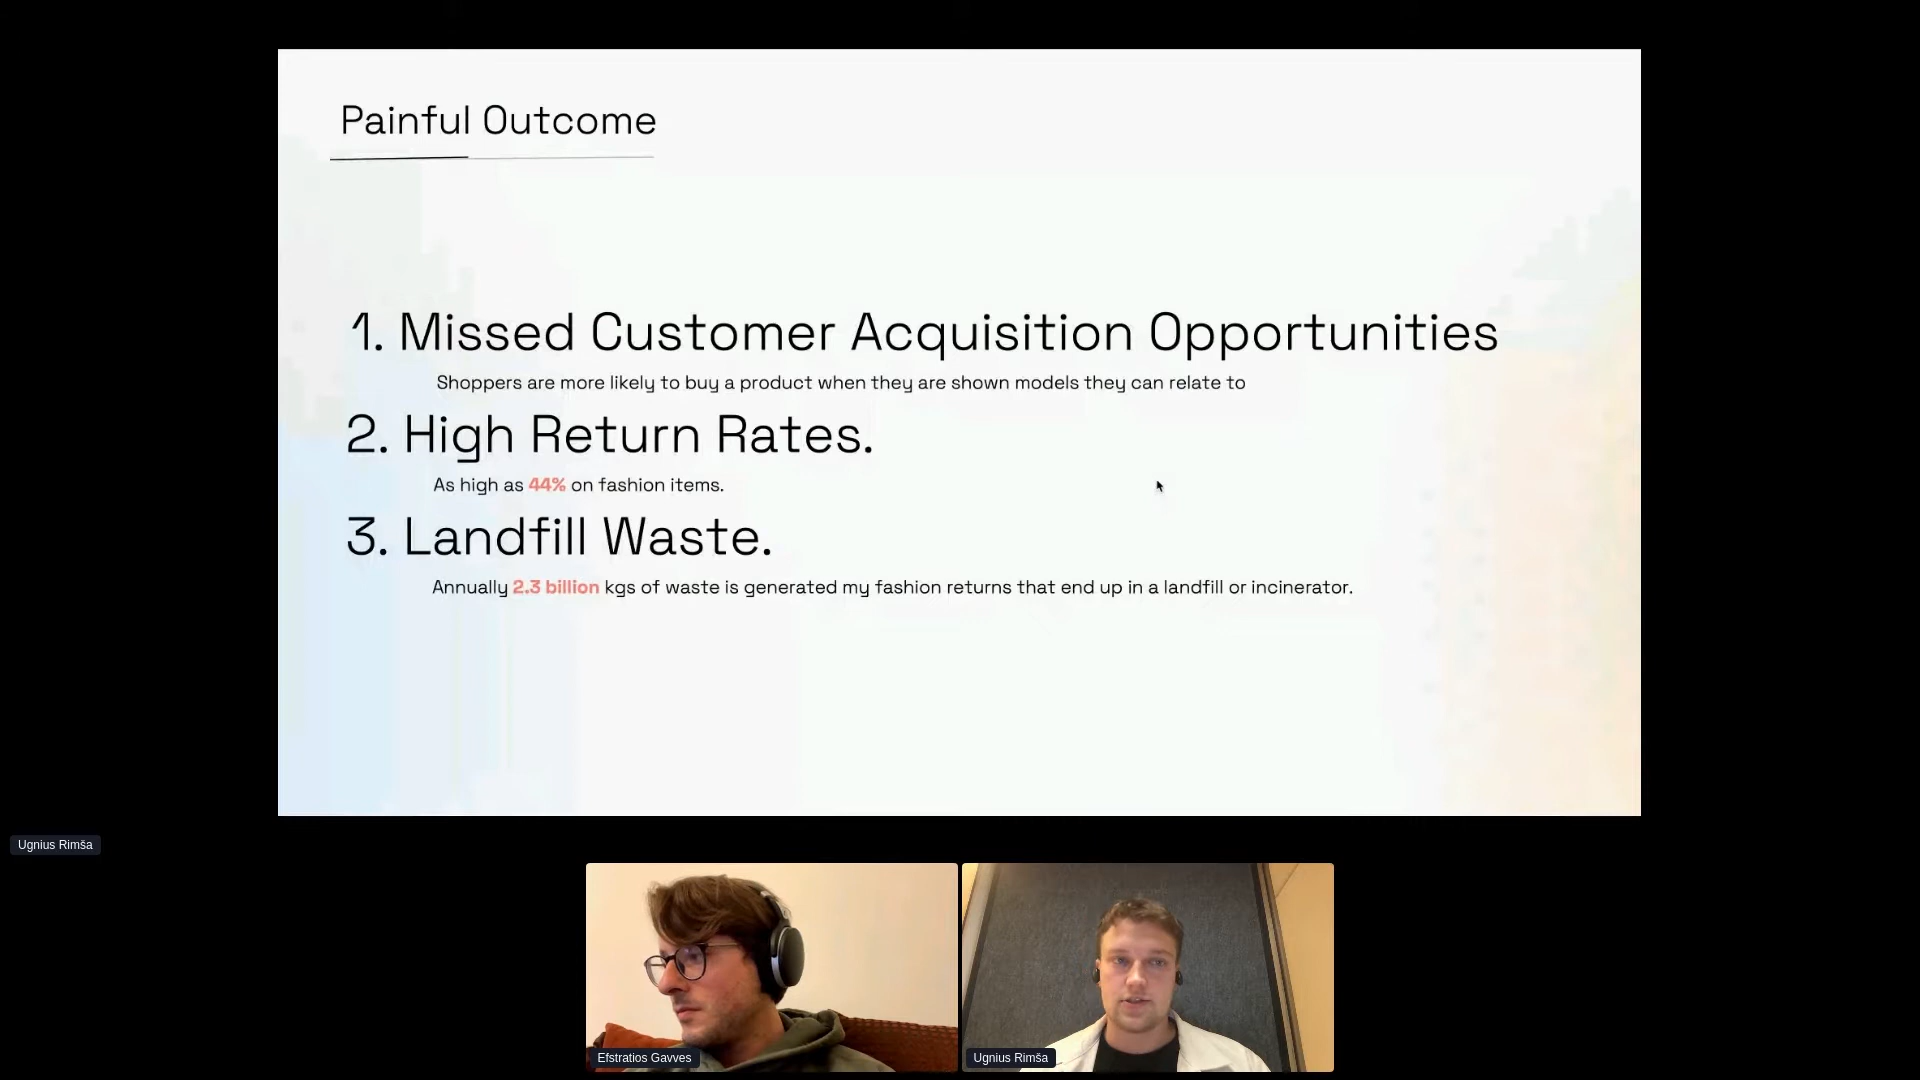 Painful Outcome
1. Missed Customer Acquisition Opportunities
Shoppers are more likely to buy a product when they are shown models they can relate to
2. High Return Rates.
As high as 44% on fashion items.
3. Landfill Waste.
Annually 2.3 billion kgs of waste is generated my fashion returns that end up in a landfill or incinerator.
Ugnius Rimša
Efstratios Gavves
Ugnius Rimša